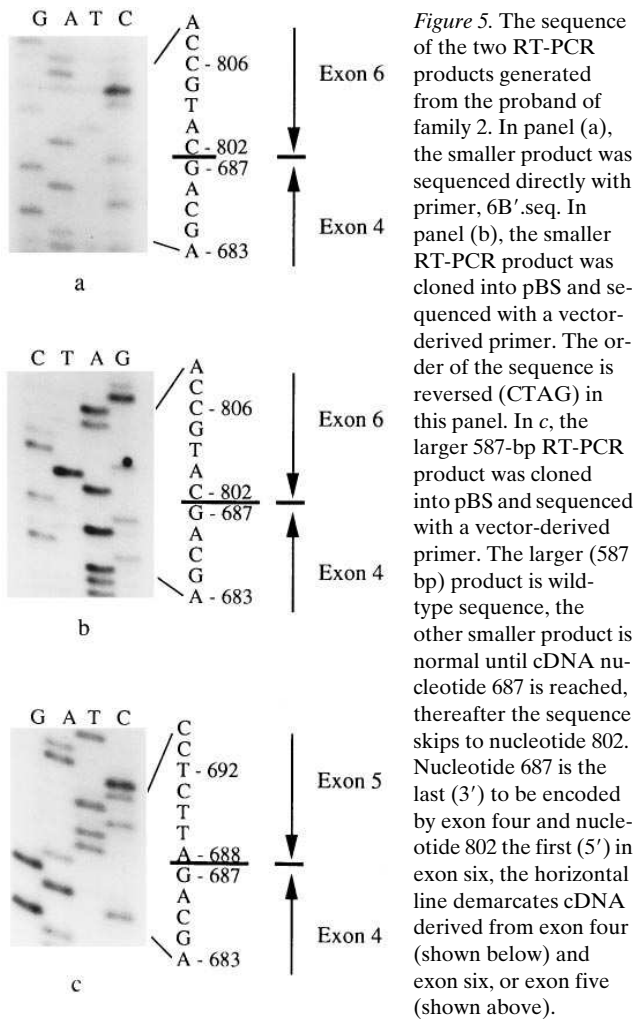 G A T C
A
C
C - 806
G
T
A
C - 802
G - 687
A
C
G
A - 683
Exon 6
Exon 4
a
C T A G
A
C
C - 806
G
T
A
C - 802
G - 687
A
C
G
A - 683
Exon 6
Exon 4
b
G A T C
C
C
T - 692
C
T
T
A - 688
G - 687
A
C
G
A - 683
Exon 5
Exon 4
c
Figure 5. The sequence
of the two RT-PCR
products generated
from the proband of
family 2. In panel (a),
the smaller product was
sequenced directly with
primer, 6B′.seq. In
panel (b), the smaller
RT-PCR product was
cloned into pBS and se-
quenced with a vector-
derived primer. The or-
der of the sequence is
reversed (CTAG) in
this panel. In c, the
larger 587-bp RT-PCR
product was cloned
into pBS and sequenced
with a vector-derived
primer. The larger (587
bp) product is wild-
type sequence, the
other smaller product is
normal until cDNA nu-
cleotide 687 is reached,
thereafter the sequence
skips to nucleotide 802.
Nucleotide 687 is the
last (3′) to be encoded
by exon four and nucle-
otide 802 the first (5′) in
exon six, the horizontal
line demarcates cDNA
derived from exon four
(shown below) and
exon six, or exon five
(shown above).